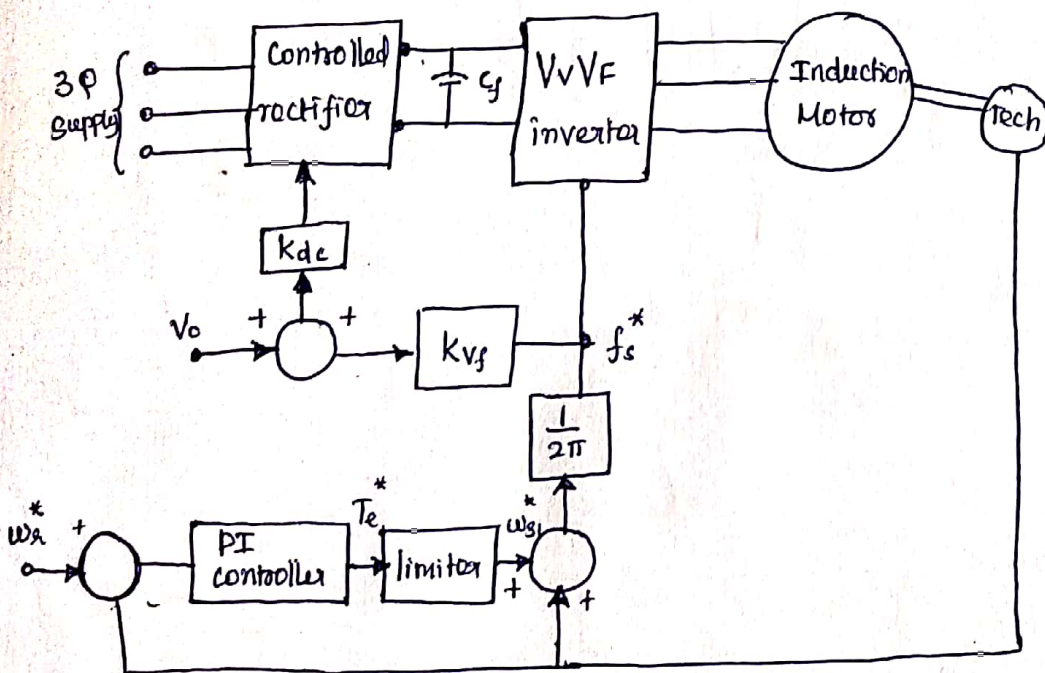 3φ
Supply
Controlled
rectifier
Cf
VvVF
inverter
Induction
Motor
Tech
Kdc
V0 + +
Kvf
fs*
1
2π
ωr* +
-
PI
controller
Te*
limiter
ωsl*
+ +